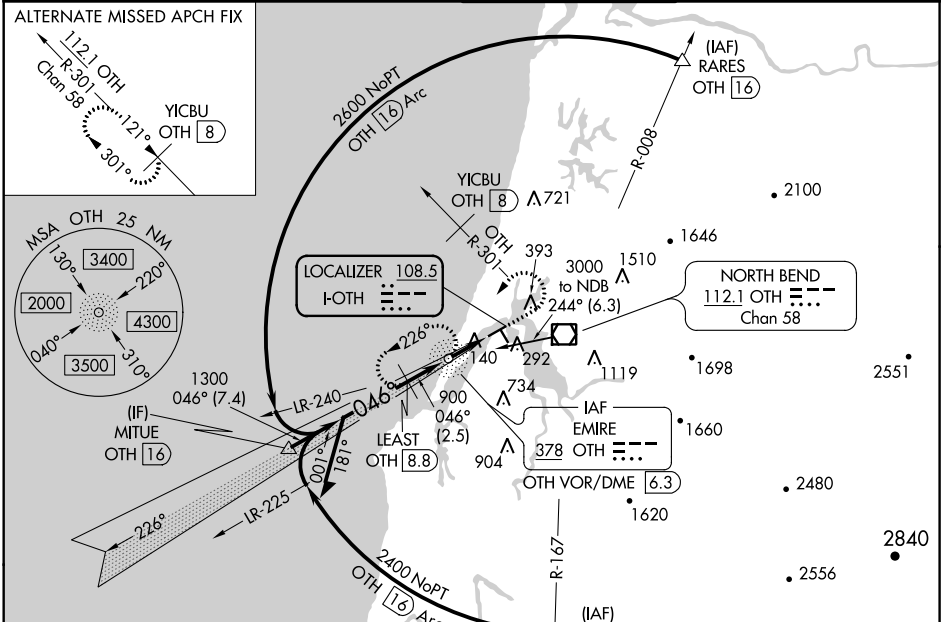 ALTERNATE MISSED APCH FIX
112.1 OTH
R-301
Chan 58
121°
301°
YICBU
OTH 8
2600 NoPT
OTH 16 Arc
(IAF)
RARES
OTH 16
R-008
MSA OTH 25 NM
130°
220°
040°
310°
3400
2000
4300
3500
YICBU
OTH 8
OTH
R-301
721
393
3000
to NDB
244° (6.3)
1510
1646
2100
LOCALIZER 108.5
I-OTH
NORTH BEND
112.1 OTH
Chan 58
226°
140
292
1119
1698
2551
1300
046° (7.4)
LR-240
046°
900
046°
(2.5)
734
(IF)
MITUE
OTH 16
001°
181°
LEAST
OTH 8.8
904
IAF
EMIRE
378 OTH
OTH VOR/DME 6.3
1660
226°
LR-225
1620
2480
2840
2400 NoPT
OTH 16 Arc
R-167
2556
(IAF)